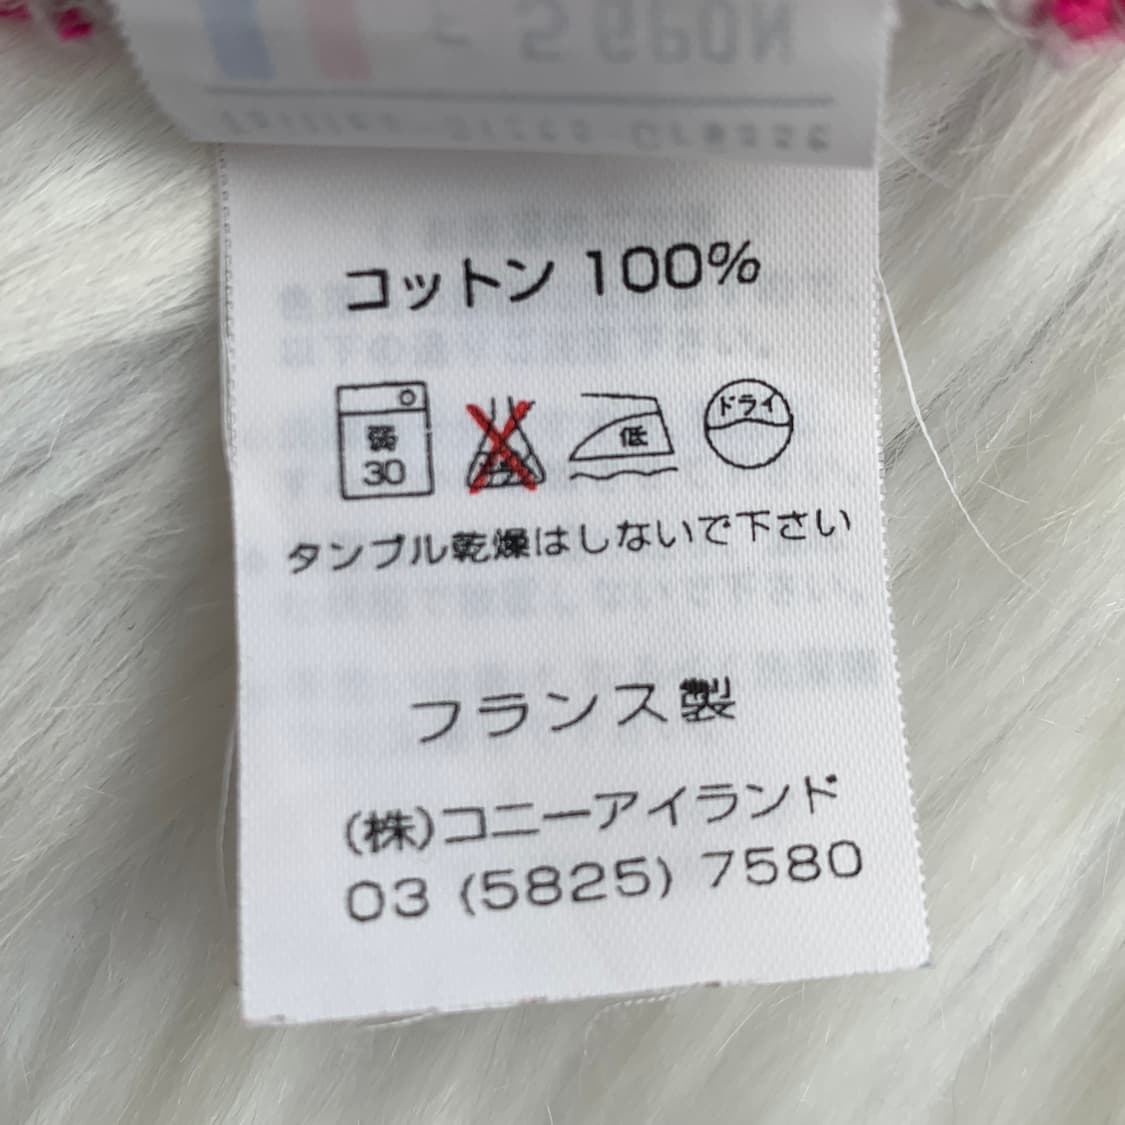 コットン 100%
弱 30 低 ドライ
タンブル乾燥はしないで下さい
フランス製
(株)コニーアイランド
03 (5825) 7580